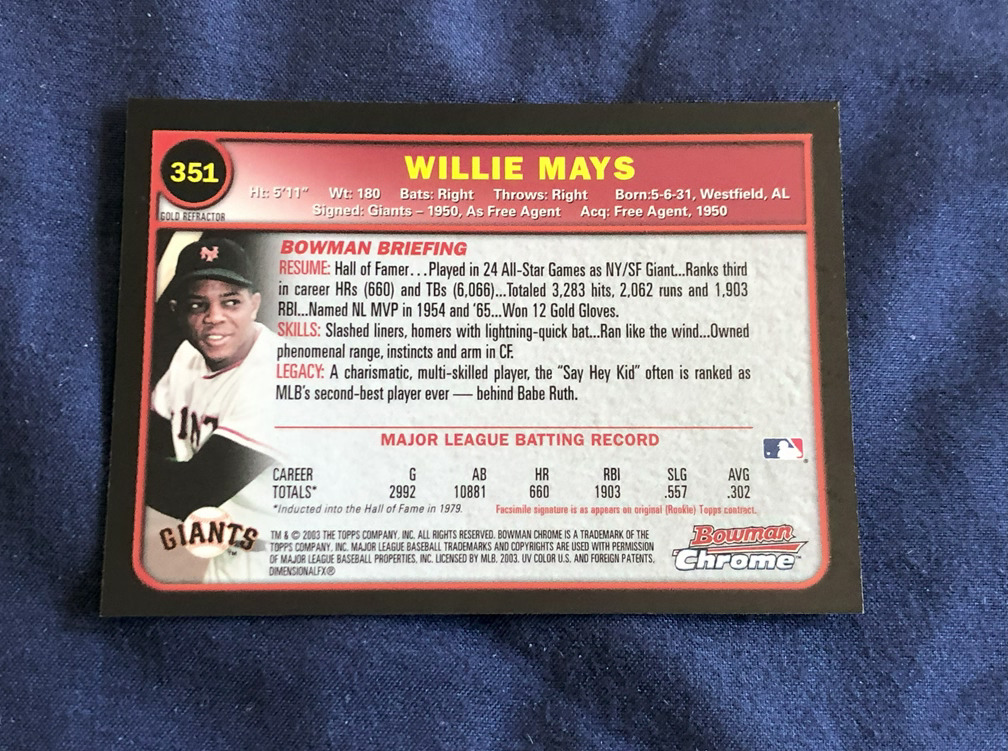 351
WILLIE MAYS
Ht: 5'11" Wt: 180 Bats: Right Throws: Right Born:5-6-31, Westfield, AL
GOLD REFRACTOR
Signed: Giants – 1950, As Free Agent Acq: Free Agent, 1950
NY
BOWMAN BRIEFING
RESUME: Hall of Famer...Played in 24 All-Star Games as NY/SF Giant...Ranks third
in career HRs (660) and TBs (6,066)...Totaled 3,283 hits, 2,062 runs and 1,903
RBI...Named NL MVP in 1954 and '65...Won 12 Gold Gloves.
SKILLS: Slashed liners, homers with lightning-quick bat...Ran like the wind...Owned
phenomenal range, instincts and arm in CF.
LEGACY: A charismatic, multi-skilled player, the "Say Hey Kid" often is ranked as
MLB's second-best player ever — behind Babe Ruth.
MAJOR LEAGUE BATTING RECORD
CAREER G AB HR RBI SLG AVG
TOTALS* 2992 10881 660 1903 .557 .302
*Inducted into the Hall of Fame in 1979. Facsimile signature is as appears on original (Rookie) Topps contract.
GIANTS™
TM & © 2003 THE TOPPS COMPANY, INC. ALL RIGHTS RESERVED. BOWMAN CHROME IS A TRADEMARK OF THE
TOPPS COMPANY, INC. MAJOR LEAGUE BASEBALL TRADEMARKS AND COPYRIGHTS ARE USED WITH PERMISSION
OF MAJOR LEAGUE BASEBALL PROPERTIES, INC. LICENSED BY MLB, 2003. UV COLOR U.S. AND FOREIGN PATENTS.
DIMENSIONALFX®
Bowman
Chrome™